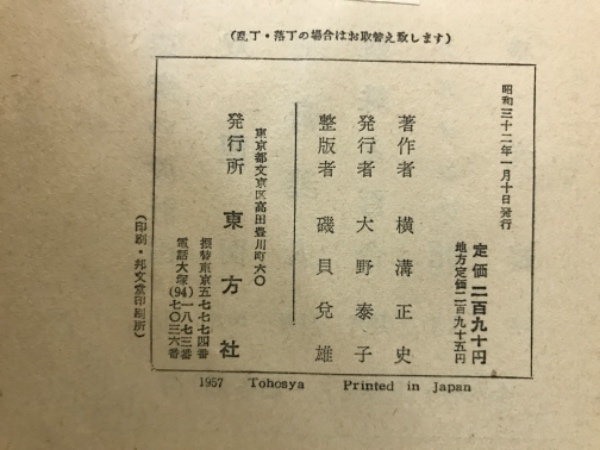 (乱丁・落丁の場合はお取替え致します)
昭和三十二年一月十日発行
定価二百九十円
地方定価二百九十五円
著作者 横溝正史
発行者 大野泰子
整版者 磯貝兌雄
東京都文京区高田豊川町六〇
発行所 東方社
振替東京五七七七四番
電話大塚(94)一八七三番
七〇三六番
(印刷・邦文堂印刷所)
1957 Tohosya Printed in Japan